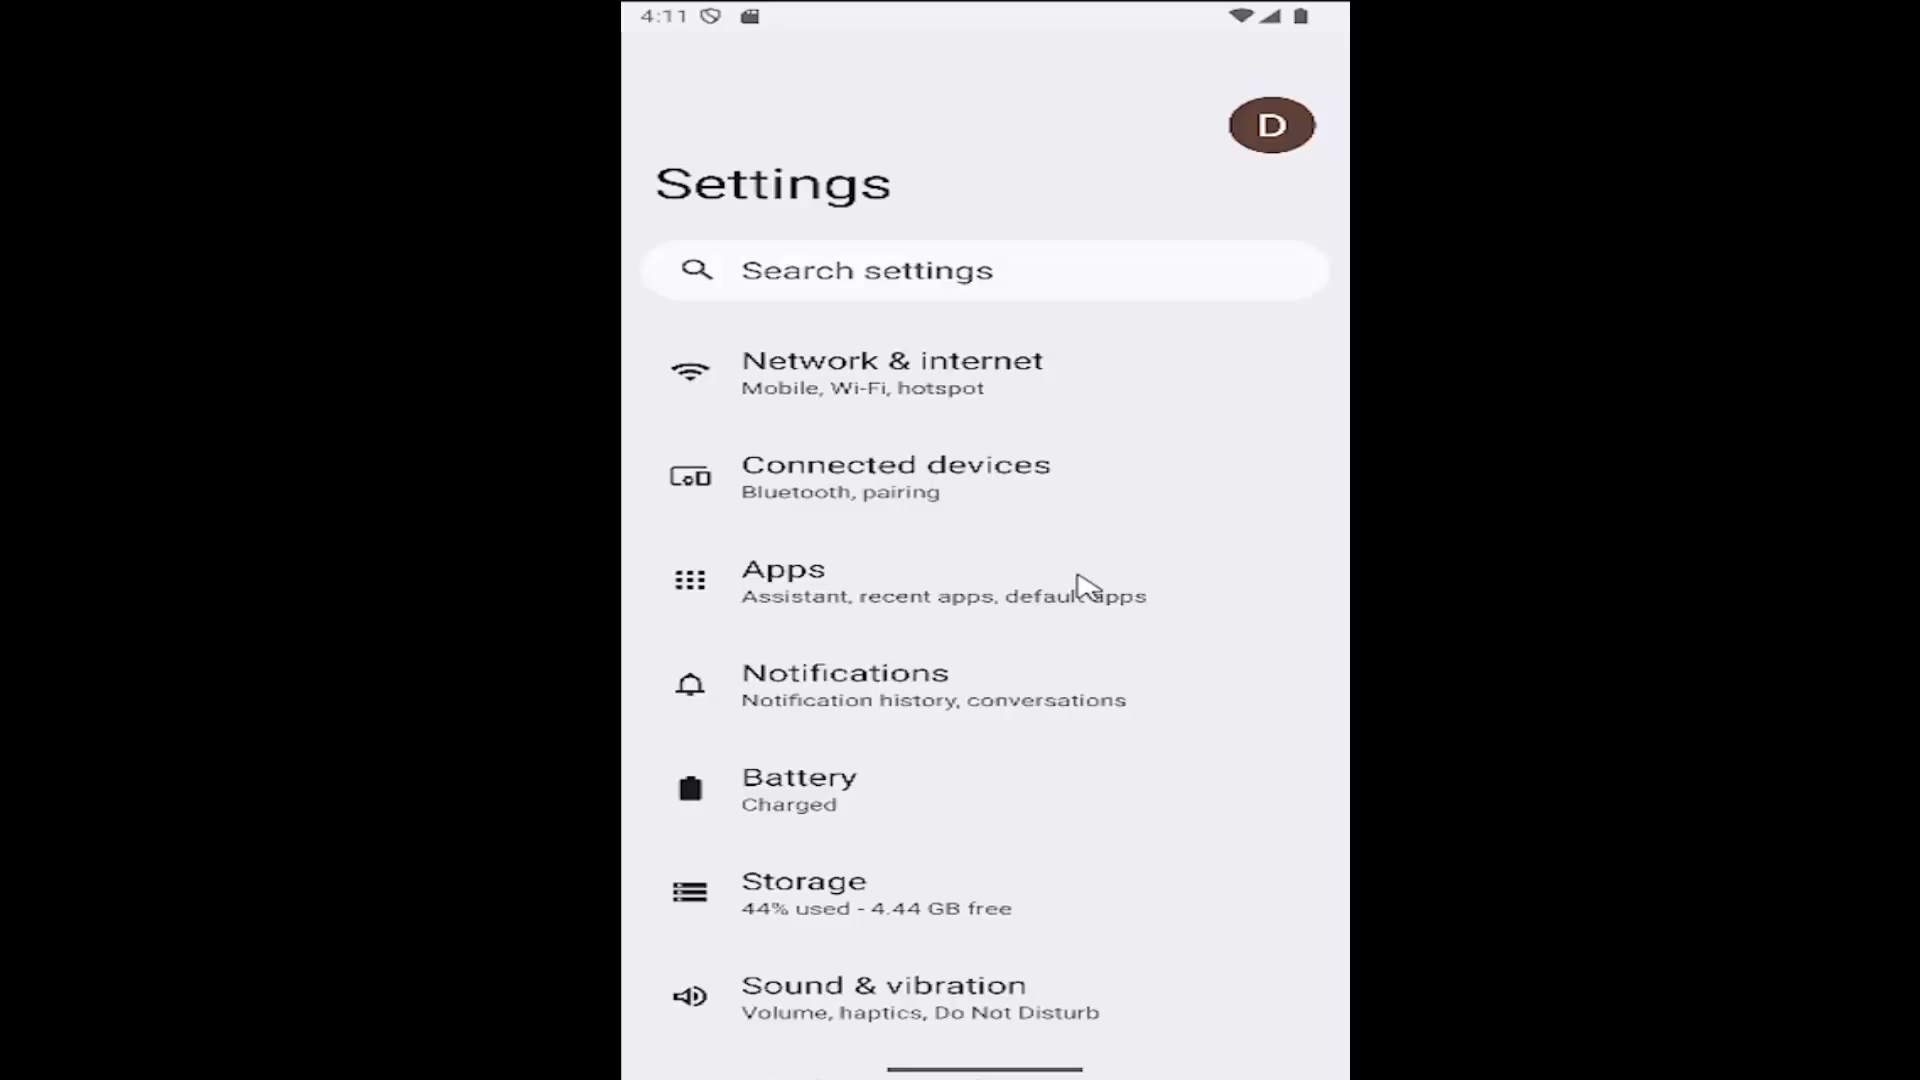 4:11
D
Settings
Search settings
Network & internet
Mobile, Wi-Fi, hotspot
Connected devices
Bluetooth, pairing
Apps
Assistant, recent apps, default apps
Notifications
Notification history, conversations
Battery
Charged
Storage
44% used - 4.44 GB free
Sound & vibration
Volume, haptics, Do Not Disturb